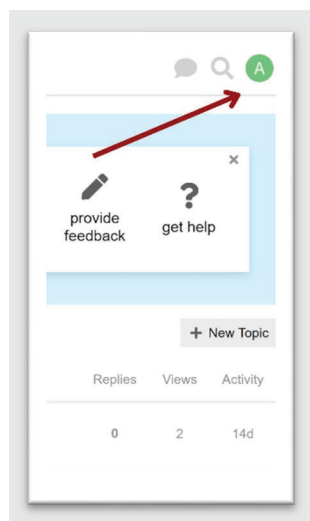 A
×
?
provide
feedback
get help
+ New Topic
Replies Views Activity
0 2 14d